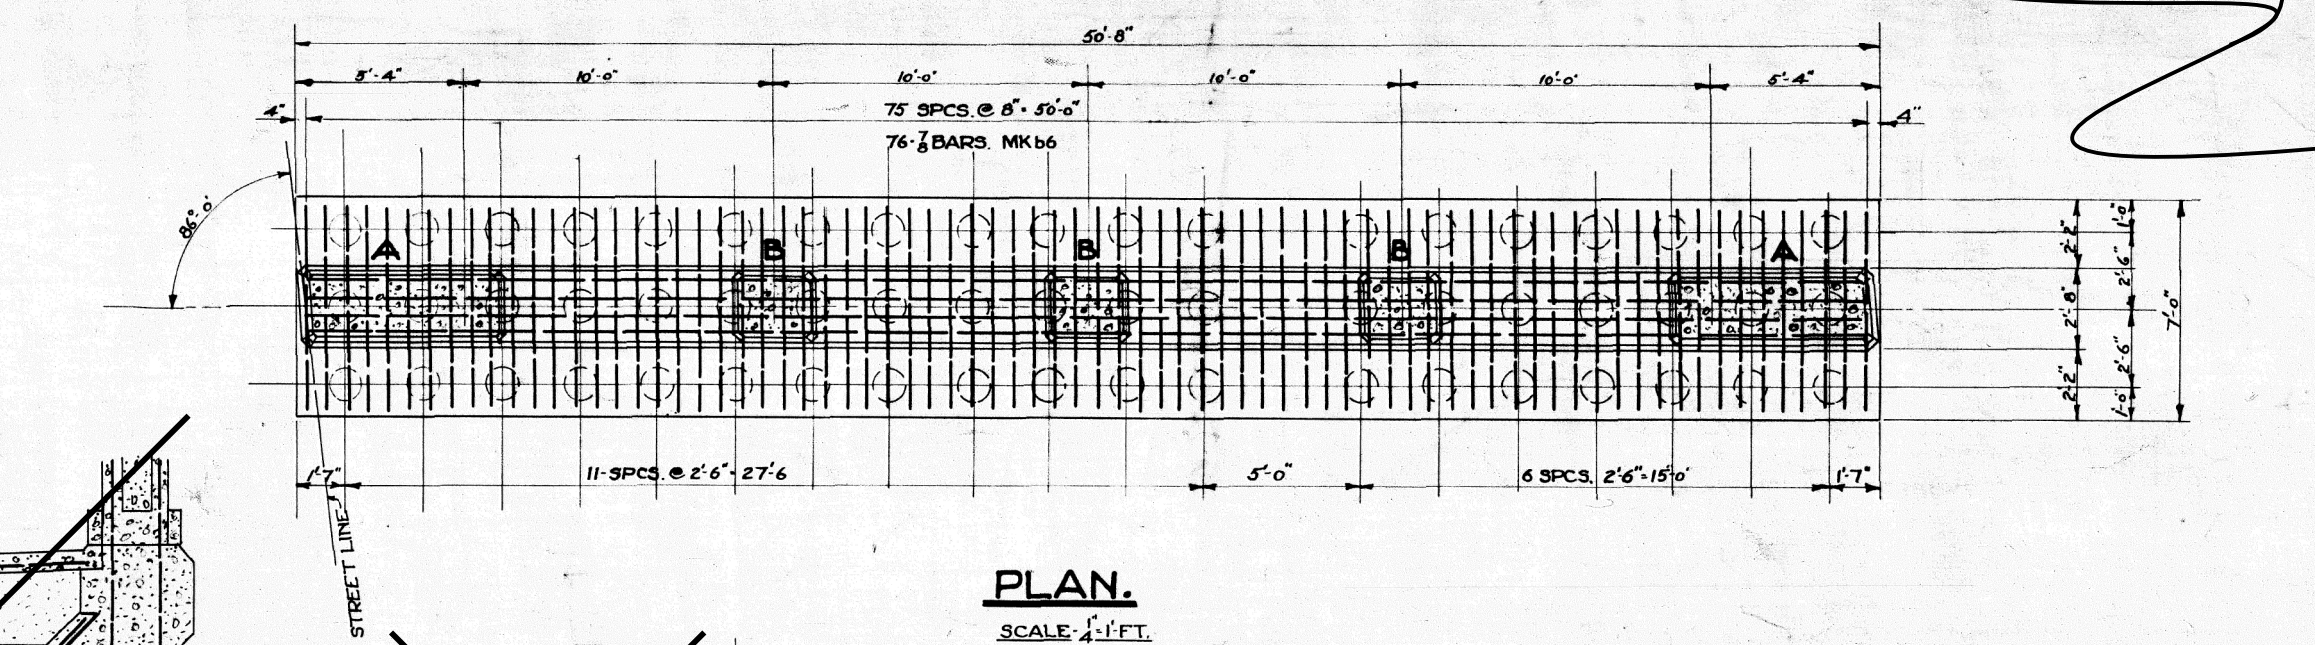 50'-8"
5'-4" 10'-0" 10'-0" 10'-0" 10'-0" 5'-4"
4" 75 SPCS. @ 8" = 50'-0" 4"
76-7/8 BARS. MK b6
86°-0'
A B B B A
2'-2" 1'-0"
2'-6"
2'-8" 7'-0"
2'-6"
2'-2" 1'-0"
1'-7" 11-SPCS. @ 2'-6" = 27'-6 5'-0" 6 SPCS. 2'-6" = 15'-0" 1'-7"
STREET LINE
PLAN.
SCALE-1/4"=1'-FT.